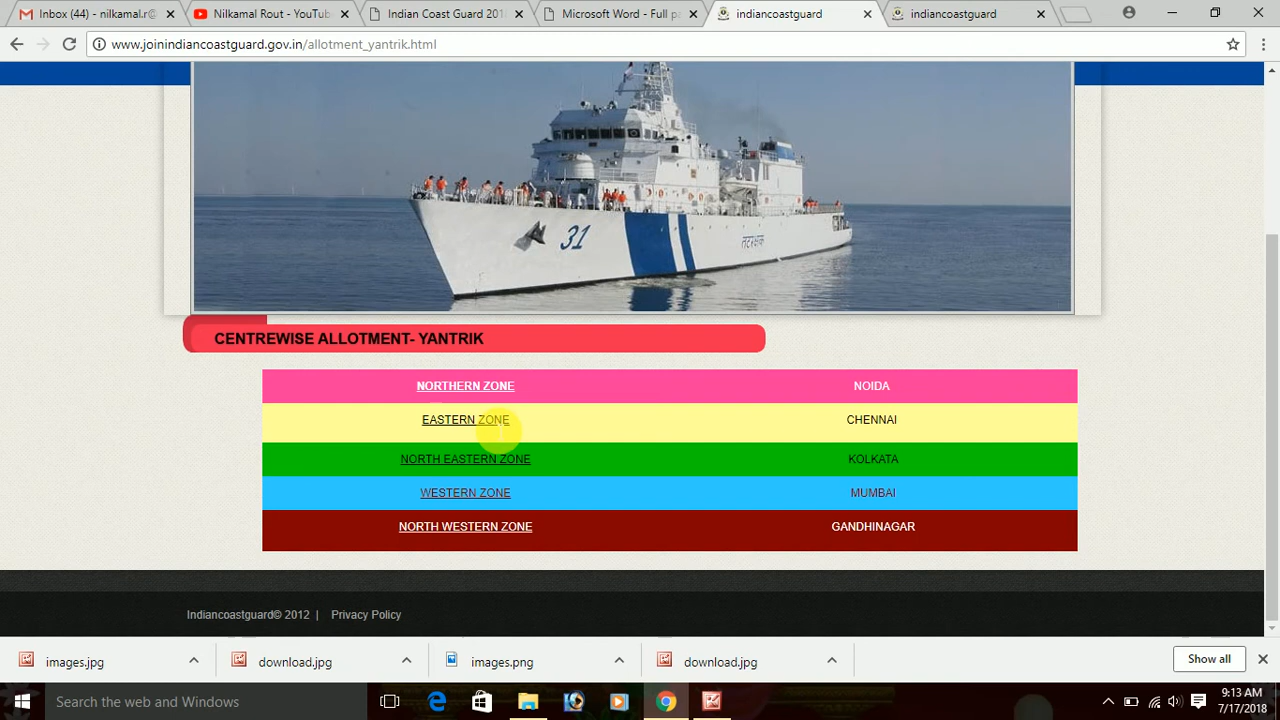 Inbox (44) - nilkamal.r@
Nilkamal Rout - YouTub
Indian Coast Guard 201
Microsoft Word - Full pa
indiancoastguard
indiancoastguard
www.joinindiancoastguard.gov.in/allotment_yantrik.html
31
CENTREWISE ALLOTMENT- YANTRIK
NORTHERN ZONE NOIDA
EASTERN ZONE CHENNAI
NORTH EASTERN ZONE KOLKATA
WESTERN ZONE MUMBAI
NORTH WESTERN ZONE GANDHINAGAR
Indiancoastguard© 2012 | Privacy Policy
images.jpg
download.jpg
images.png
download.jpg
Show all
Search the web and Windows
9:13 AM
7/17/2018